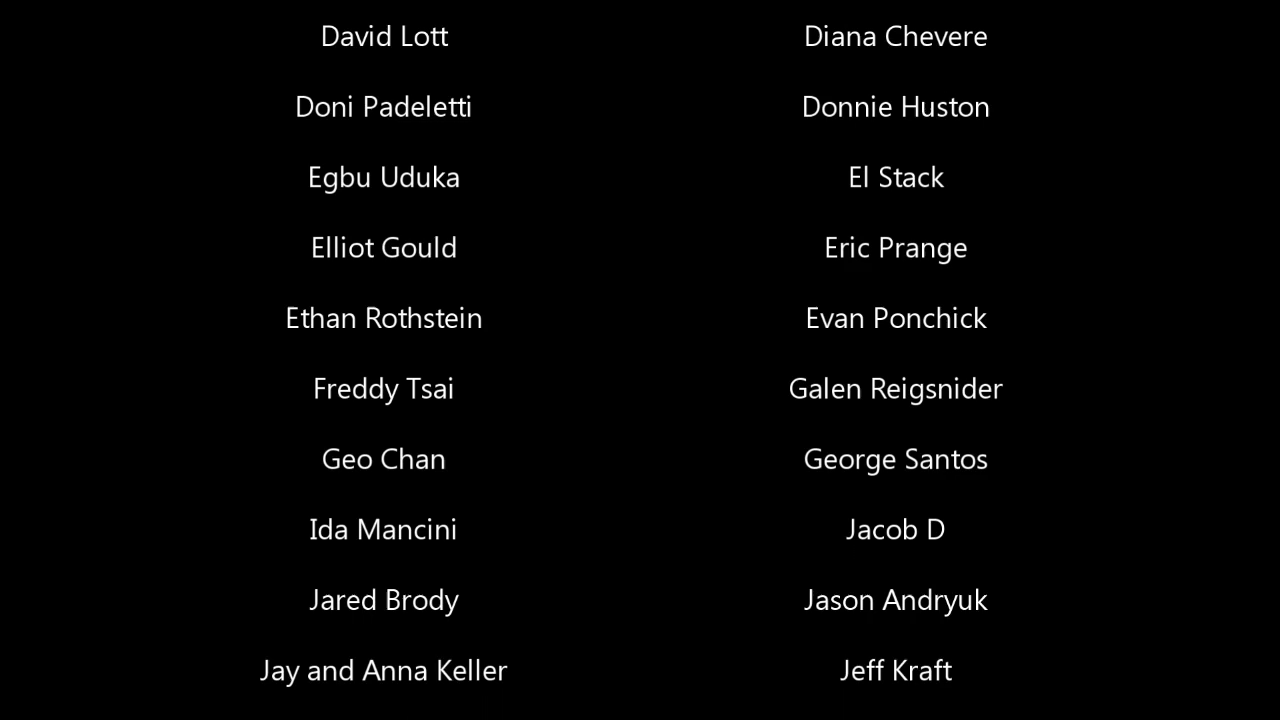 David Lott Diana Chevere
Doni Padeletti Donnie Huston
Egbu Uduka El Stack
Elliot Gould Eric Prange
Ethan Rothstein Evan Ponchick
Freddy Tsai Galen Reigsnider
Geo Chan George Santos
Ida Mancini Jacob D
Jared Brody Jason Andryuk
Jay and Anna Keller Jeff Kraft